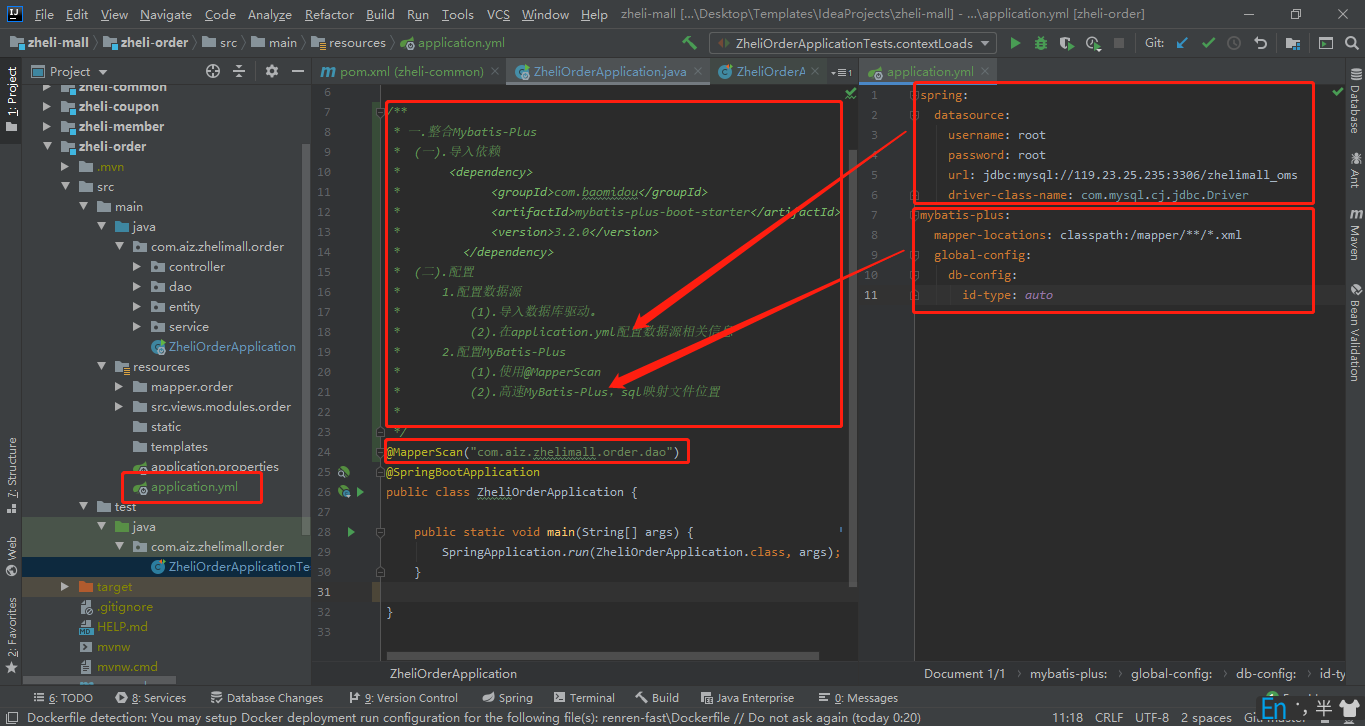 File Edit View Navigate Code Analyze Refactor Build Run Tools VCS Window Help zheli-mall [...\Desktop\Templates\IdeaProjects\zheli-mall] - ...\application.yml [zheli-order]
zheli-mall zheli-order src main resources application.yml ZheliOrderApplicationTests.contextLoads Git:
Project pom.xml (zheli-common) ZheliOrderApplication.java ZheliOrderA application.yml
1: Project
7: Structure
Web
2: Favorites
zheli-common
zheli-coupon
zheli-member
zheli-order
.mvn
src
main
java
com.aiz.zhelimall.order
controller
dao
entity
service
ZheliOrderApplication
resources
mapper.order
src.views.modules.order
static
templates
application.properties
application.yml
test
java
com.aiz.zhelimall.order
ZheliOrderApplicationTe
target
.gitignore
HELP.md
mvnw
mvnw.cmd
6
7 /**
8 * 一.整合Mybatis-Plus
9 * (一).导入依赖
10 * <dependency>
11 * <groupId>com.baomidou</groupId>
12 * <artifactId>mybatis-plus-boot-starter</artifactId>
13 * <version>3.2.0</version>
14 * </dependency>
15 * (二).配置
16 * 1.配置数据源
17 * (1).导入数据库驱动。
18 * (2).在application.yml配置数据源相关信息
19 * 2.配置MyBatis-Plus
20 * (1).使用@MapperScan
21 * (2).高速MyBatis-Plus，sql映射文件位置
22 *
23 */
24 @MapperScan("com.aiz.zhelimall.order.dao")
25 @SpringBootApplication
26 public class ZheliOrderApplication {
27
28 public static void main(String[] args) {
29 SpringApplication.run(ZheliOrderApplication.class, args);
30 }
31
32 }
33
ZheliOrderApplication
1 spring:
2 datasource:
3 username: root
4 password: root
5 url: jdbc:mysql://119.23.25.235:3306/zhelimall_oms
6 driver-class-name: com.mysql.cj.jdbc.Driver
7 mybatis-plus:
8 mapper-locations: classpath:/mapper/**/*.xml
9 global-config:
10 db-config:
11 id-type: auto
Document 1/1 mybatis-plus: global-config: db-config: id-ty
Database
Ant
Maven
Bean Validation
6: TODO 8: Services Database Changes 9: Version Control Spring Terminal Build Java Enterprise 0: Messages
Dockerfile detection: You may setup Docker deployment run configuration for the following file(s): renren-fast\Dockerfile // Do not ask again (today 0:20) 11:18 CRLF UTF-8 2 spaces
En 半